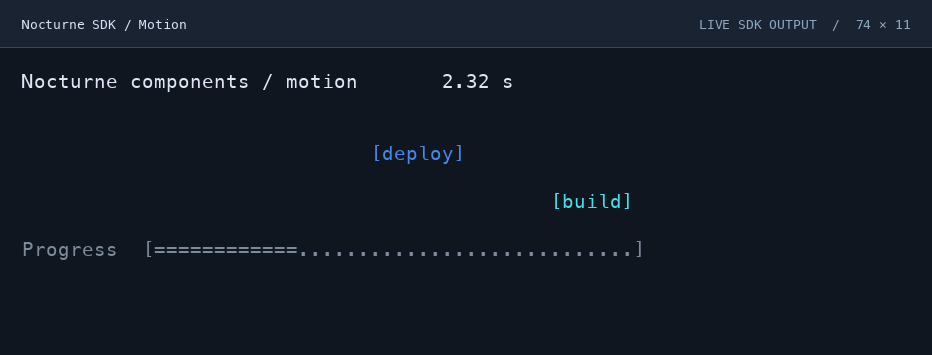 Nocturne SDK / Motion
LIVE SDK OUTPUT / 74 × 11
Nocturne components / motion 2.32 s
[deploy]
[build]
Progress [============............................]